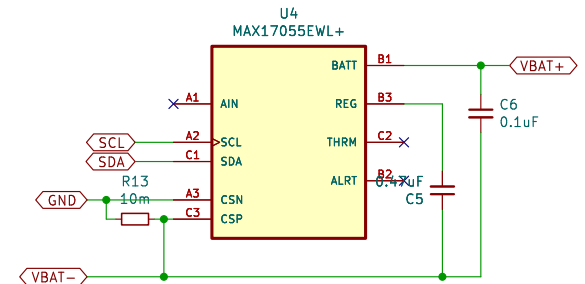 U4
MAX17055EWL+
BATT B1 VBAT+
A1 AIN REG B3 C6
0.1uF
SCL A2 SCL THRM C2
SDA C1 SDA
R13 ALRT B2 0.47uF
GND 10m A3 CSN C5
C3 CSP
VBAT-